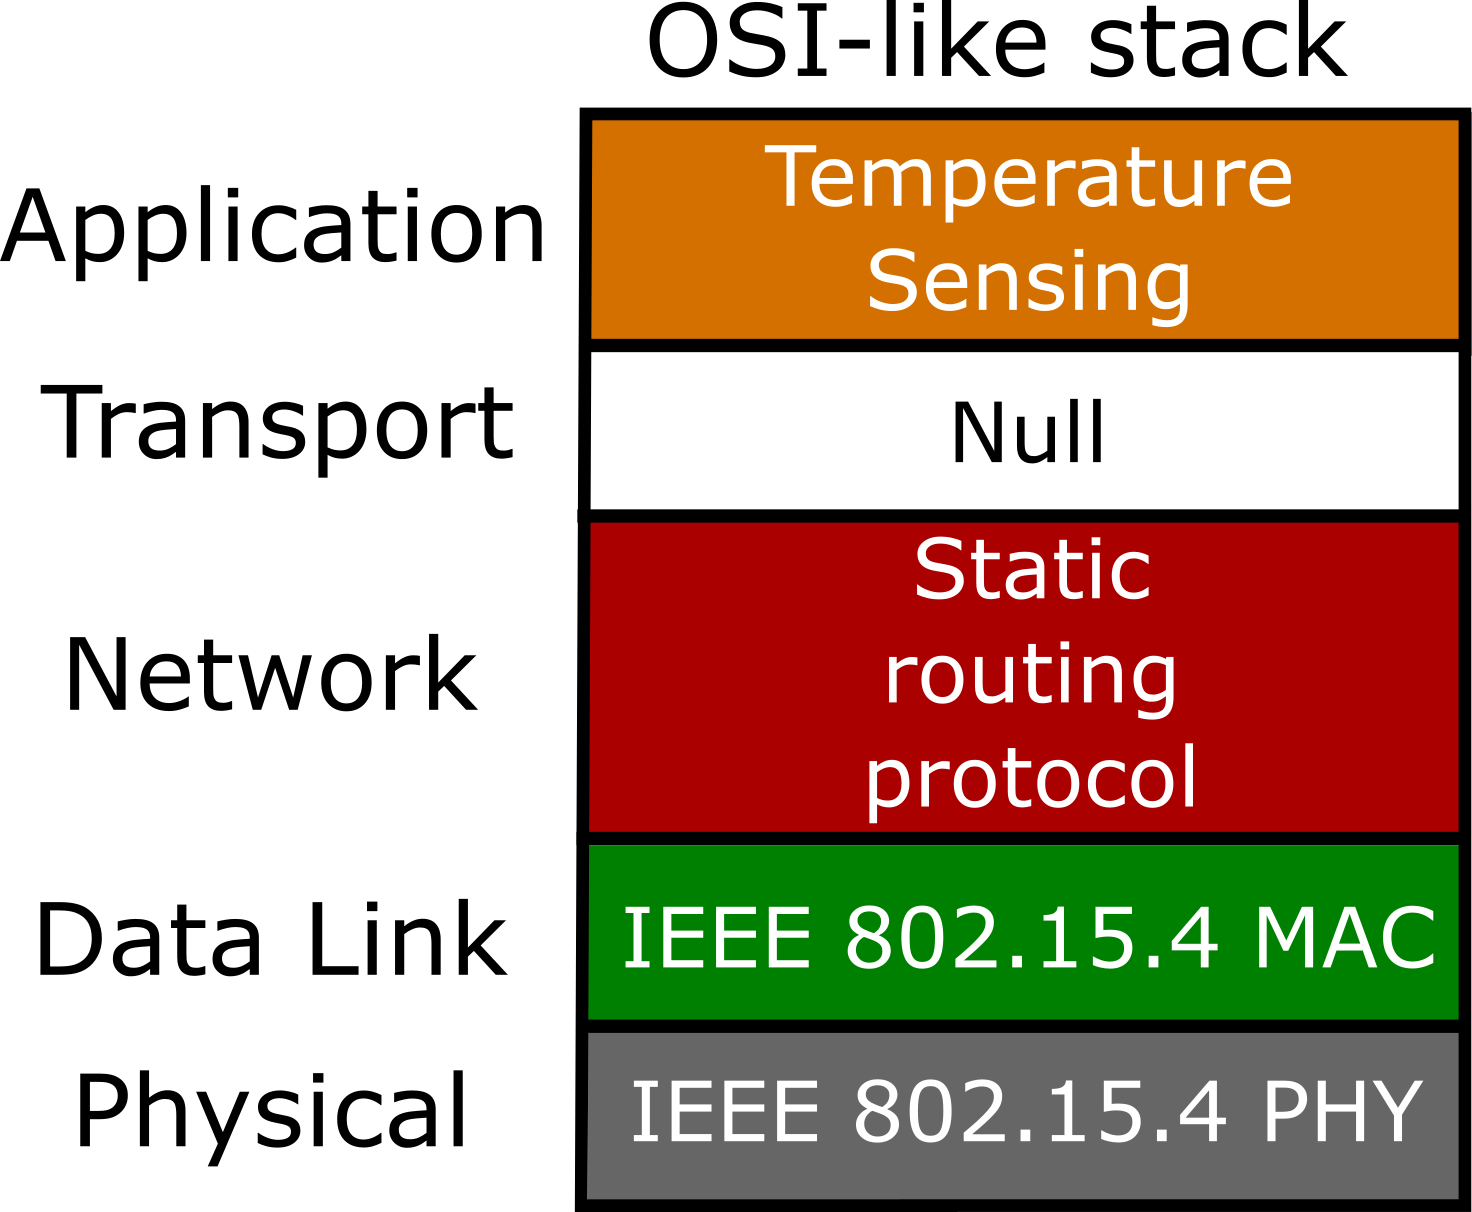 OSI-like stack
Application
Temperature
Sensing
Transport
Null
Network
Static
routing
protocol
Data Link
IEEE 802.15.4 MAC
Physical
IEEE 802.15.4 PHY